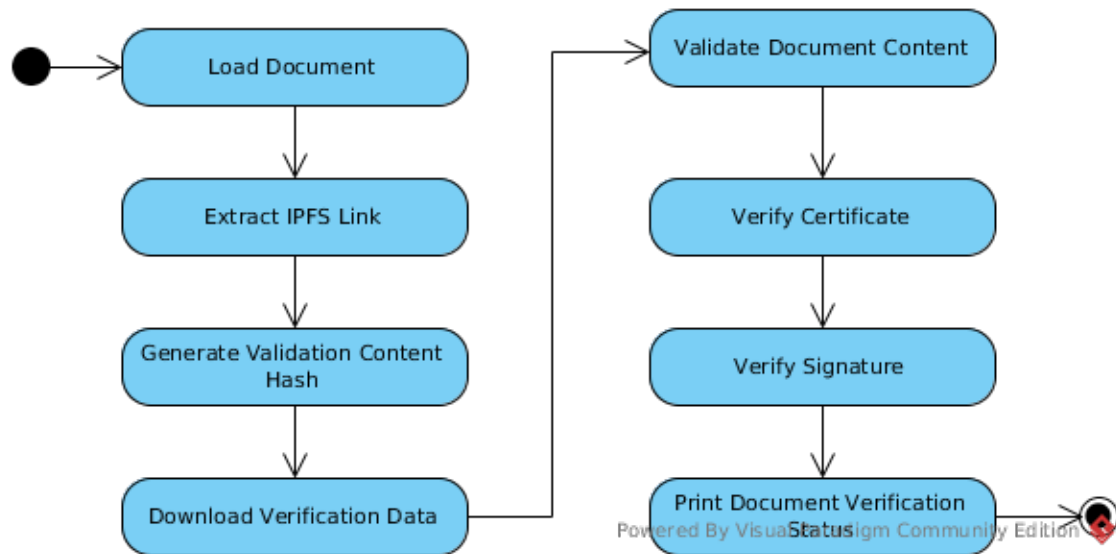 Load Document
Extract IPFS Link
Generate Validation Content
Hash
Download Verification Data
Validate Document Content
Verify Certificate
Verify Signature
Print Document Verification
Status
Powered By Visual Paradigm Community Edition